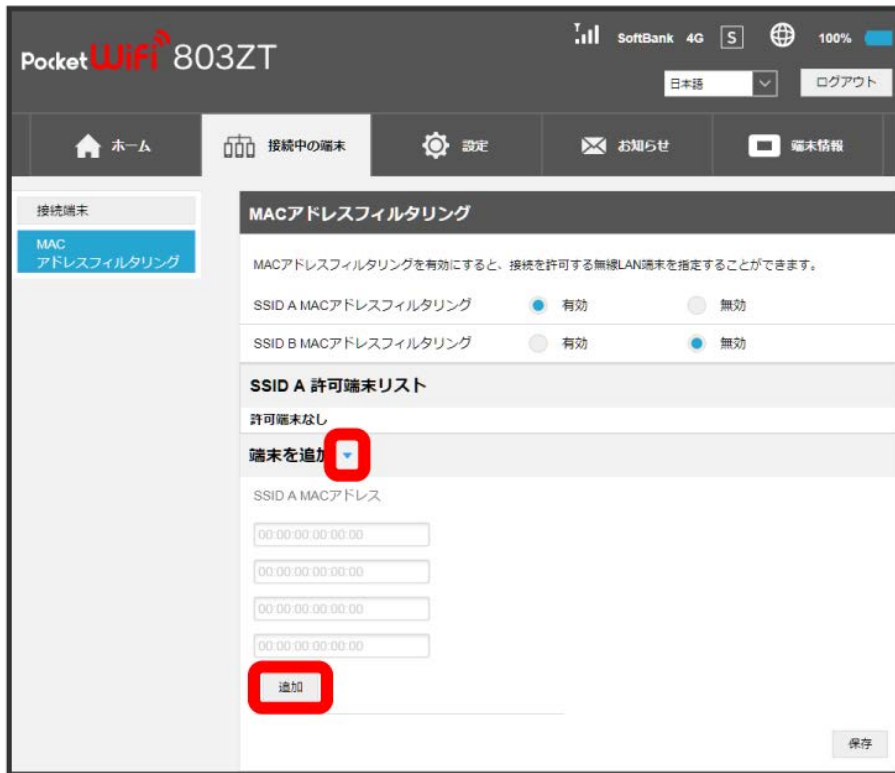 Pocket WiFi 803ZT
SoftBank 4G S 100%
日本語
ログアウト
ホーム
接続中の端末
設定
お知らせ
端末情報
接続端末
MAC
アドレスフィルタリング
MACアドレスフィルタリング
MACアドレスフィルタリングを有効にすると、接続を許可する無線LAN端末を指定することができます。
SSID A MACアドレスフィルタリング 有効 無効
SSID B MACアドレスフィルタリング 有効 無効
SSID A 許可端末リスト
許可端末なし
端末を追加
SSID A MACアドレス
00:00:00:00:00:00
00:00:00:00:00:00
00:00:00:00:00:00
00:00:00:00:00:00
追加
保存